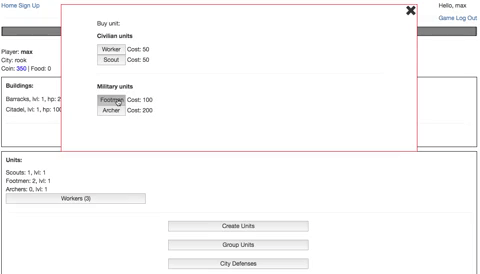 Home Sign Up
Hello, max
Game Log Out
Player: max
City: rook
Coin: 350 | Food: 0
Buildings:
Barracks, lvl: 1, hp: 2
Citadel, lvl: 1, hp: 100
Buy unit:
Civilian units
Worker Cost: 50
Scout Cost: 50
Military units
Footman Cost: 100
Archer Cost: 200
Units:
Scouts: 1, lvl: 1
Footmen: 2, lvl: 1
Archers: 0, lvl: 1
Workers (3)
Create Units
Group Units
City Defenses